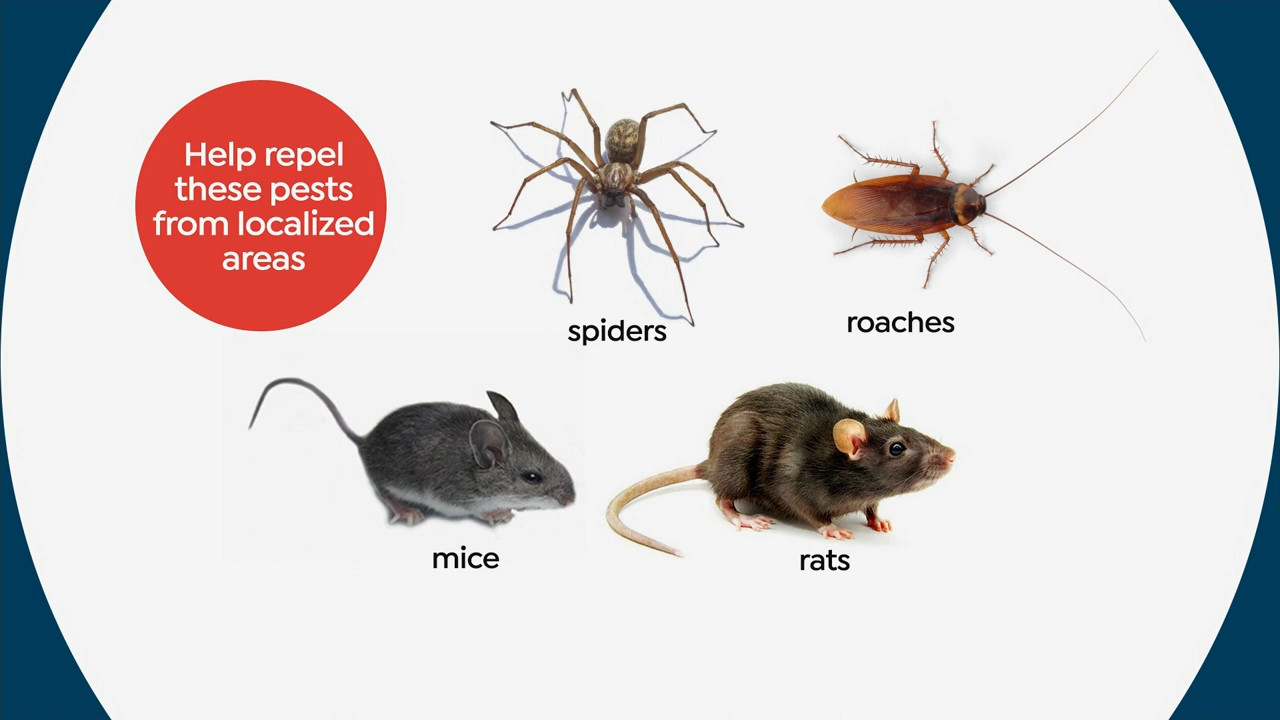 Help repel
these pests
from localized
areas
spiders
roaches
mice
rats